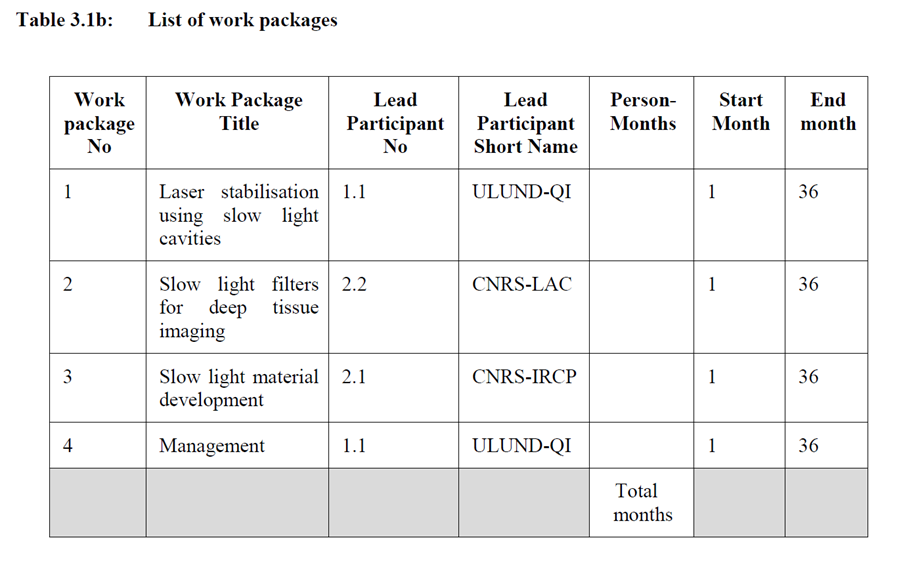 Table 3.1b: List of work packages
Work package No
Work Package Title
Lead Participant No
Lead Participant Short Name
Person-Months
Start Month
End month
1
Laser stabilisation
using slow light
cavities
1.1
ULUND-QI
1
36
2
Slow light filters
for deep tissue
imaging
2.2
CNRS-LAC
1
36
3
Slow light material
development
2.1
CNRS-IRCP
1
36
4
Management
1.1
ULUND-QI
1
36
Total
months